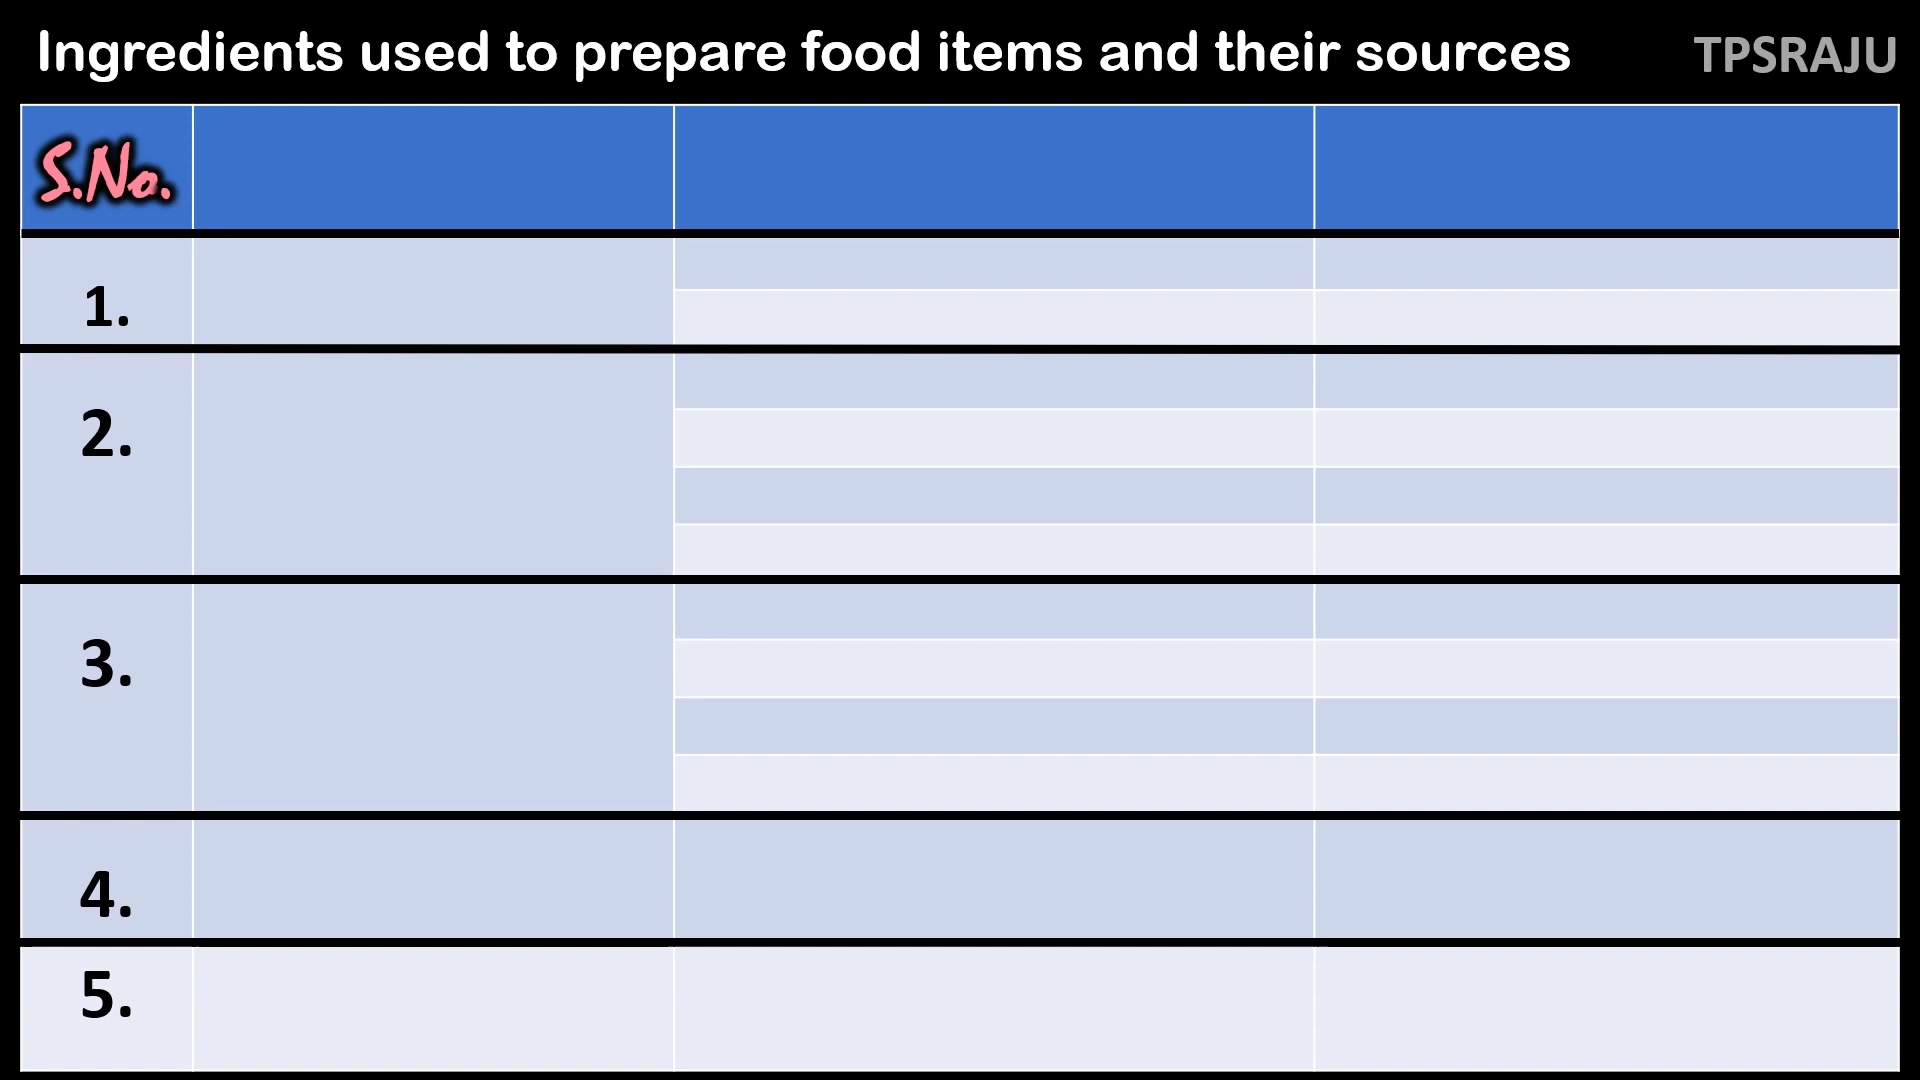 Ingredients used to prepare food items and their sources
TPSRAJU
S.No.
1.
2.
3.
4.
5.